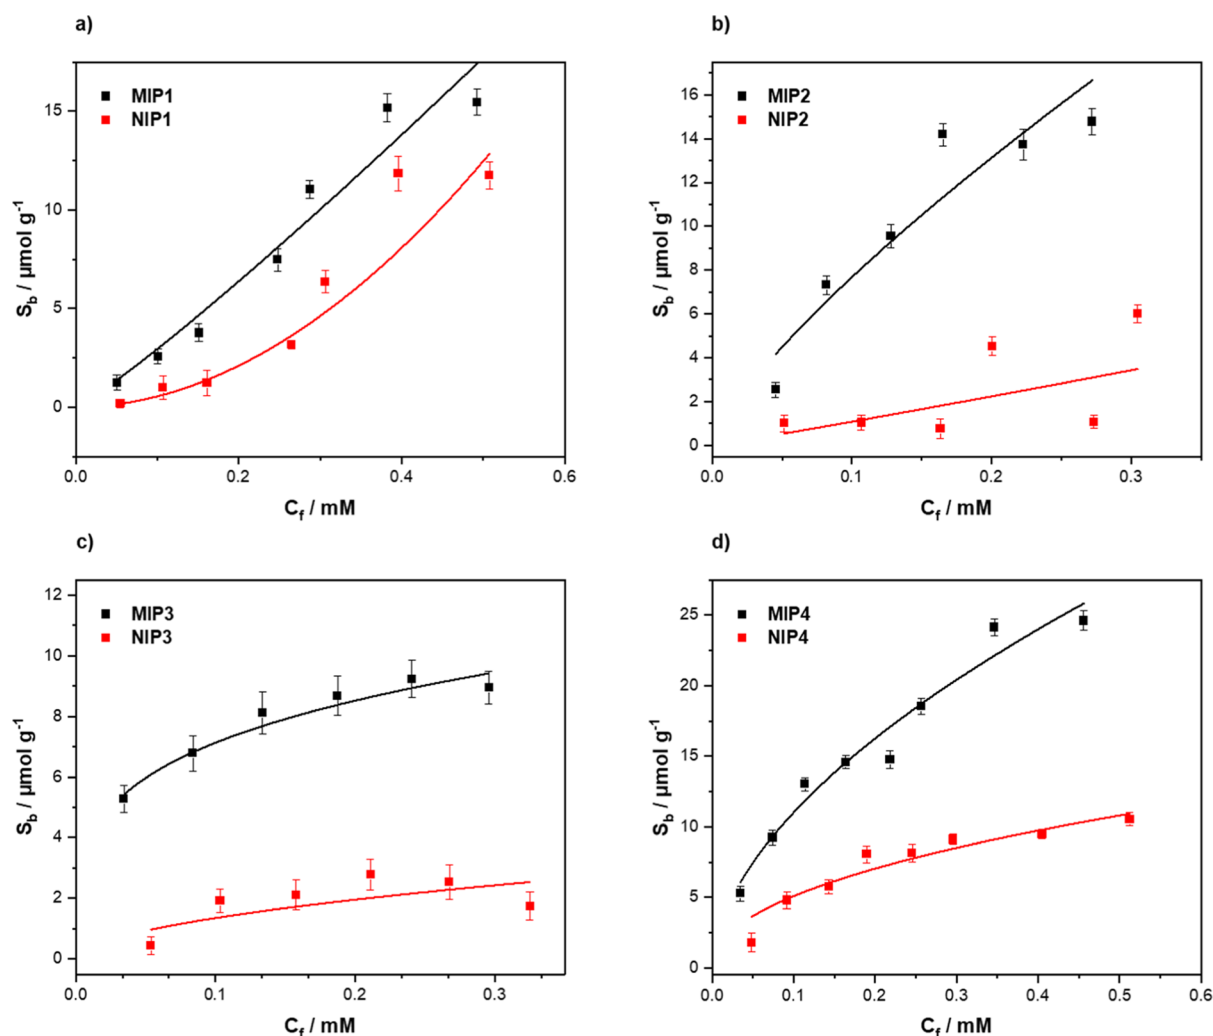 a)
MIP1
NIP1
15
10
5
0
0.0 0.2 0.4 0.6
S_b / µmol g⁻¹
C_f / mM
b)
MIP2
NIP2
16
14
12
10
8
6
4
2
0
0.0 0.1 0.2 0.3
S_b / µmol g⁻¹
C_f / mM
c)
MIP3
NIP3
12
10
8
6
4
2
0
0.0 0.1 0.2 0.3
S_b / µmol g⁻¹
C_f / mM
d)
MIP4
NIP4
25
20
15
10
5
0
0.0 0.1 0.2 0.3 0.4 0.5 0.6
S_b / µmol g⁻¹
C_f / mM